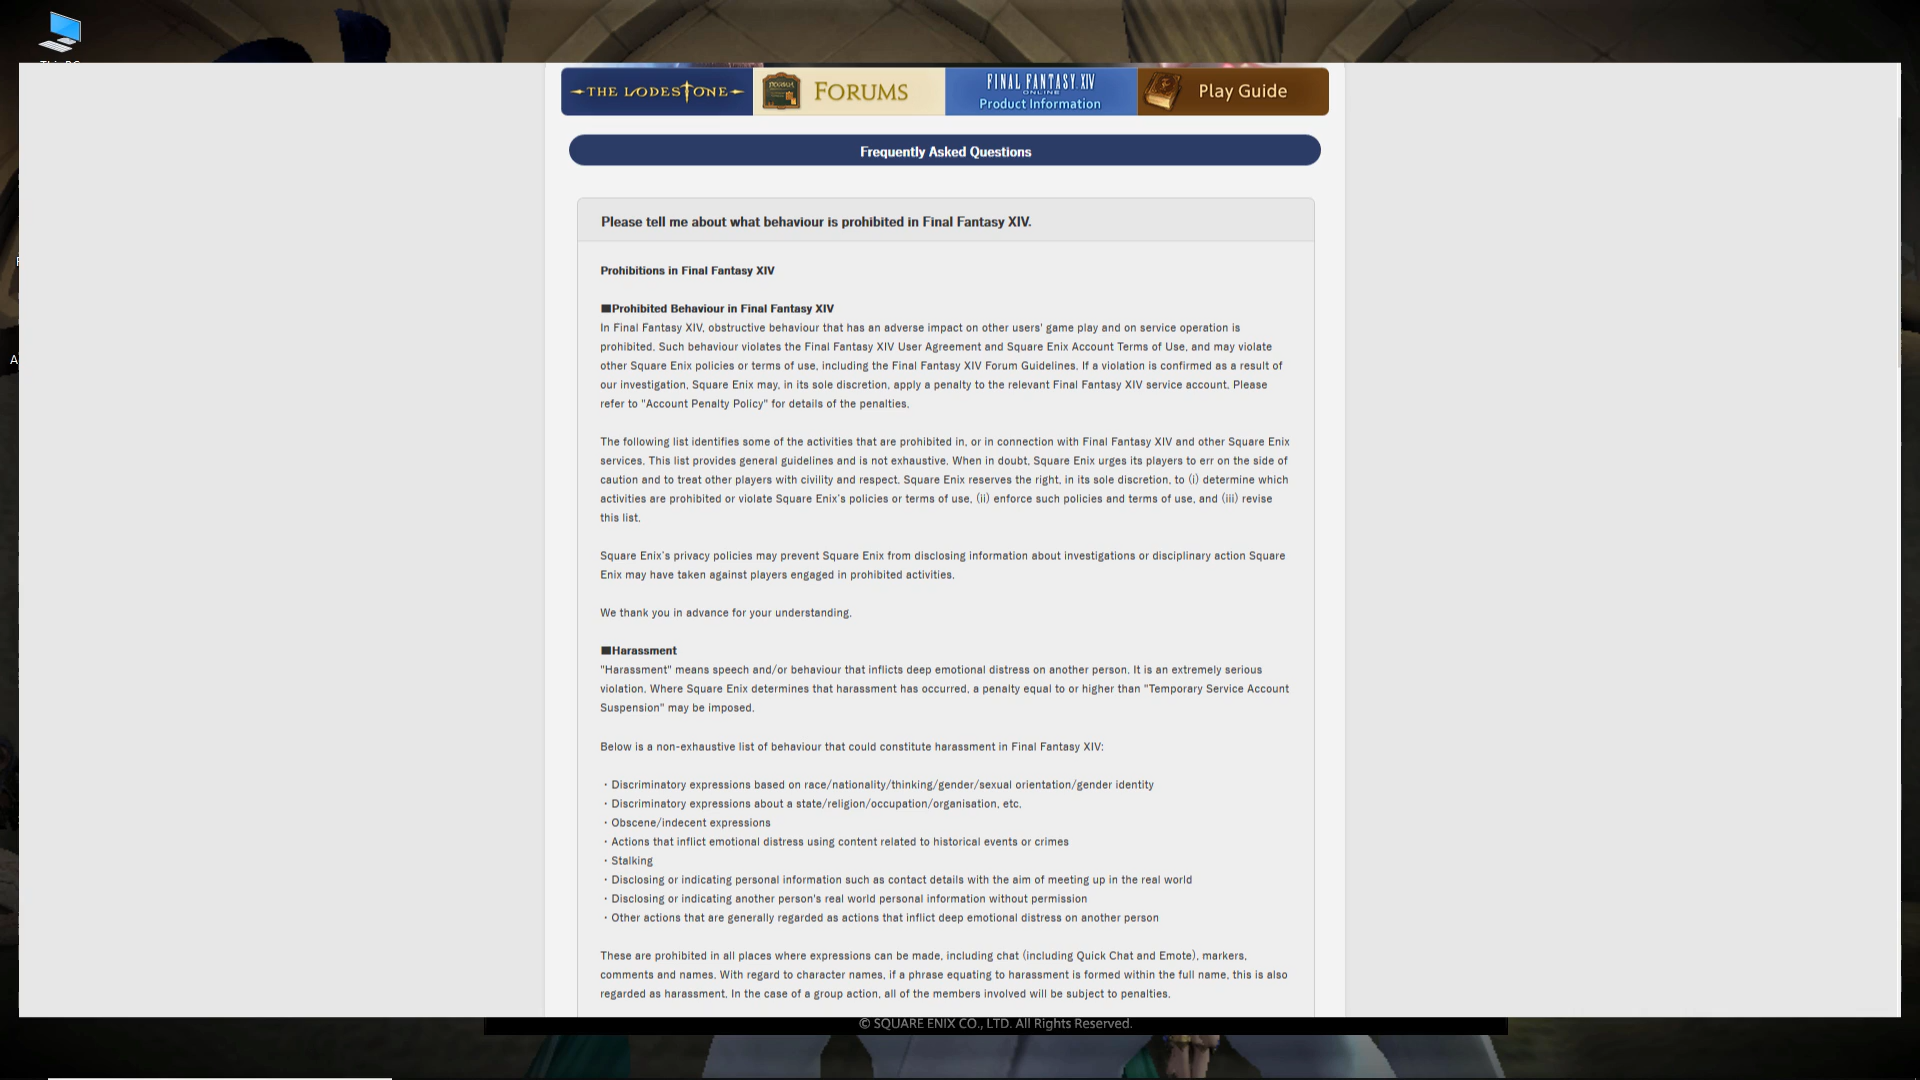 THE LODESTONE
FORUMS
FINAL FANTASY XIV
ONLINE
Product Information
Play Guide
Frequently Asked Questions
Please tell me about what behaviour is prohibited in Final Fantasy XIV.
Prohibitions in Final Fantasy XIV
■Prohibited Behaviour in Final Fantasy XIV
In Final Fantasy XIV, obstructive behaviour that has an adverse impact on other users' game play and on service operation is
prohibited. Such behaviour violates the Final Fantasy XIV User Agreement and Square Enix Account Terms of Use, and may violate
other Square Enix policies or terms of use, including the Final Fantasy XIV Forum Guidelines. If a violation is confirmed as a result of
our investigation, Square Enix may, in its sole discretion, apply a penalty to the relevant Final Fantasy XIV service account. Please
refer to "Account Penalty Policy" for details of the penalties.
The following list identifies some of the activities that are prohibited in, or in connection with Final Fantasy XIV and other Square Enix
services. This list provides general guidelines and is not exhaustive. When in doubt, Square Enix urges its players to err on the side of
caution and to treat other players with civility and respect. Square Enix reserves the right, in its sole discretion, to (i) determine which
activities are prohibited or violate Square Enix's policies or terms of use, (ii) enforce such policies and terms of use, and (iii) revise
this list.
Square Enix's privacy policies may prevent Square Enix from disclosing information about investigations or disciplinary action Square
Enix may have taken against players engaged in prohibited activities.
We thank you in advance for your understanding.
■Harassment
"Harassment" means speech and/or behaviour that inflicts deep emotional distress on another person. It is an extremely serious
violation. Where Square Enix determines that harassment has occurred, a penalty equal to or higher than "Temporary Service Account
Suspension" may be imposed.
Below is a non-exhaustive list of behaviour that could constitute harassment in Final Fantasy XIV:
・Discriminatory expressions based on race/nationality/thinking/gender/sexual orientation/gender identity
・Discriminatory expressions about a state/religion/occupation/organisation, etc.
・Obscene/indecent expressions
・Actions that inflict emotional distress using content related to historical events or crimes
・Stalking
・Disclosing or indicating personal information such as contact details with the aim of meeting up in the real world
・Disclosing or indicating another person's real world personal information without permission
・Other actions that are generally regarded as actions that inflict deep emotional distress on another person
These are prohibited in all places where expressions can be made, including chat (including Quick Chat and Emote), markers,
comments and names. With regard to character names, if a phrase equating to harassment is formed within the full name, this is also
regarded as harassment. In the case of a group action, all of the members involved will be subject to penalties.
© SQUARE ENIX CO., LTD. All Rights Reserved.